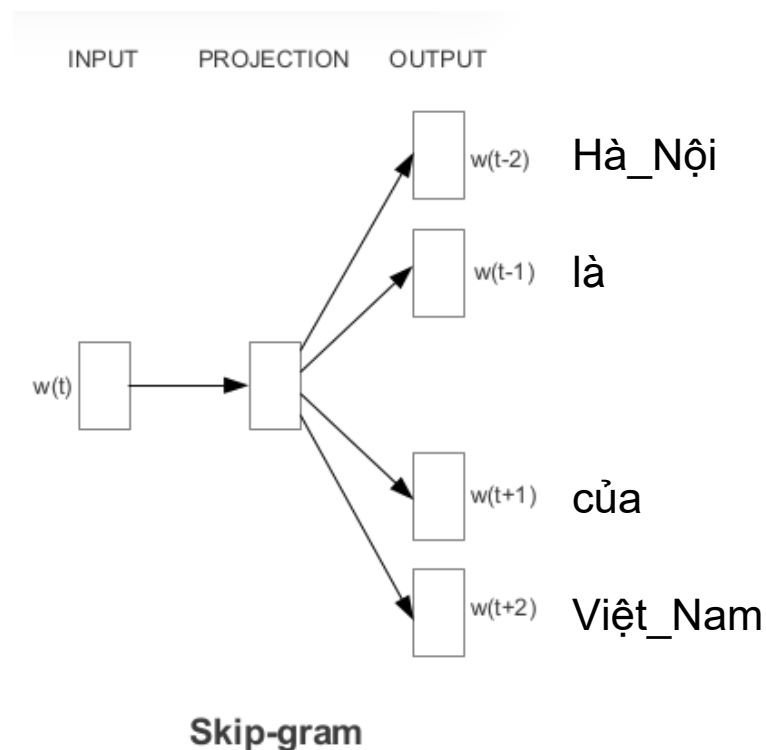 INPUT PROJECTION OUTPUT
w(t-2) Hà_Nội
w(t-1) là
w(t)
w(t+1) của
w(t+2) Việt_Nam
Skip-gram